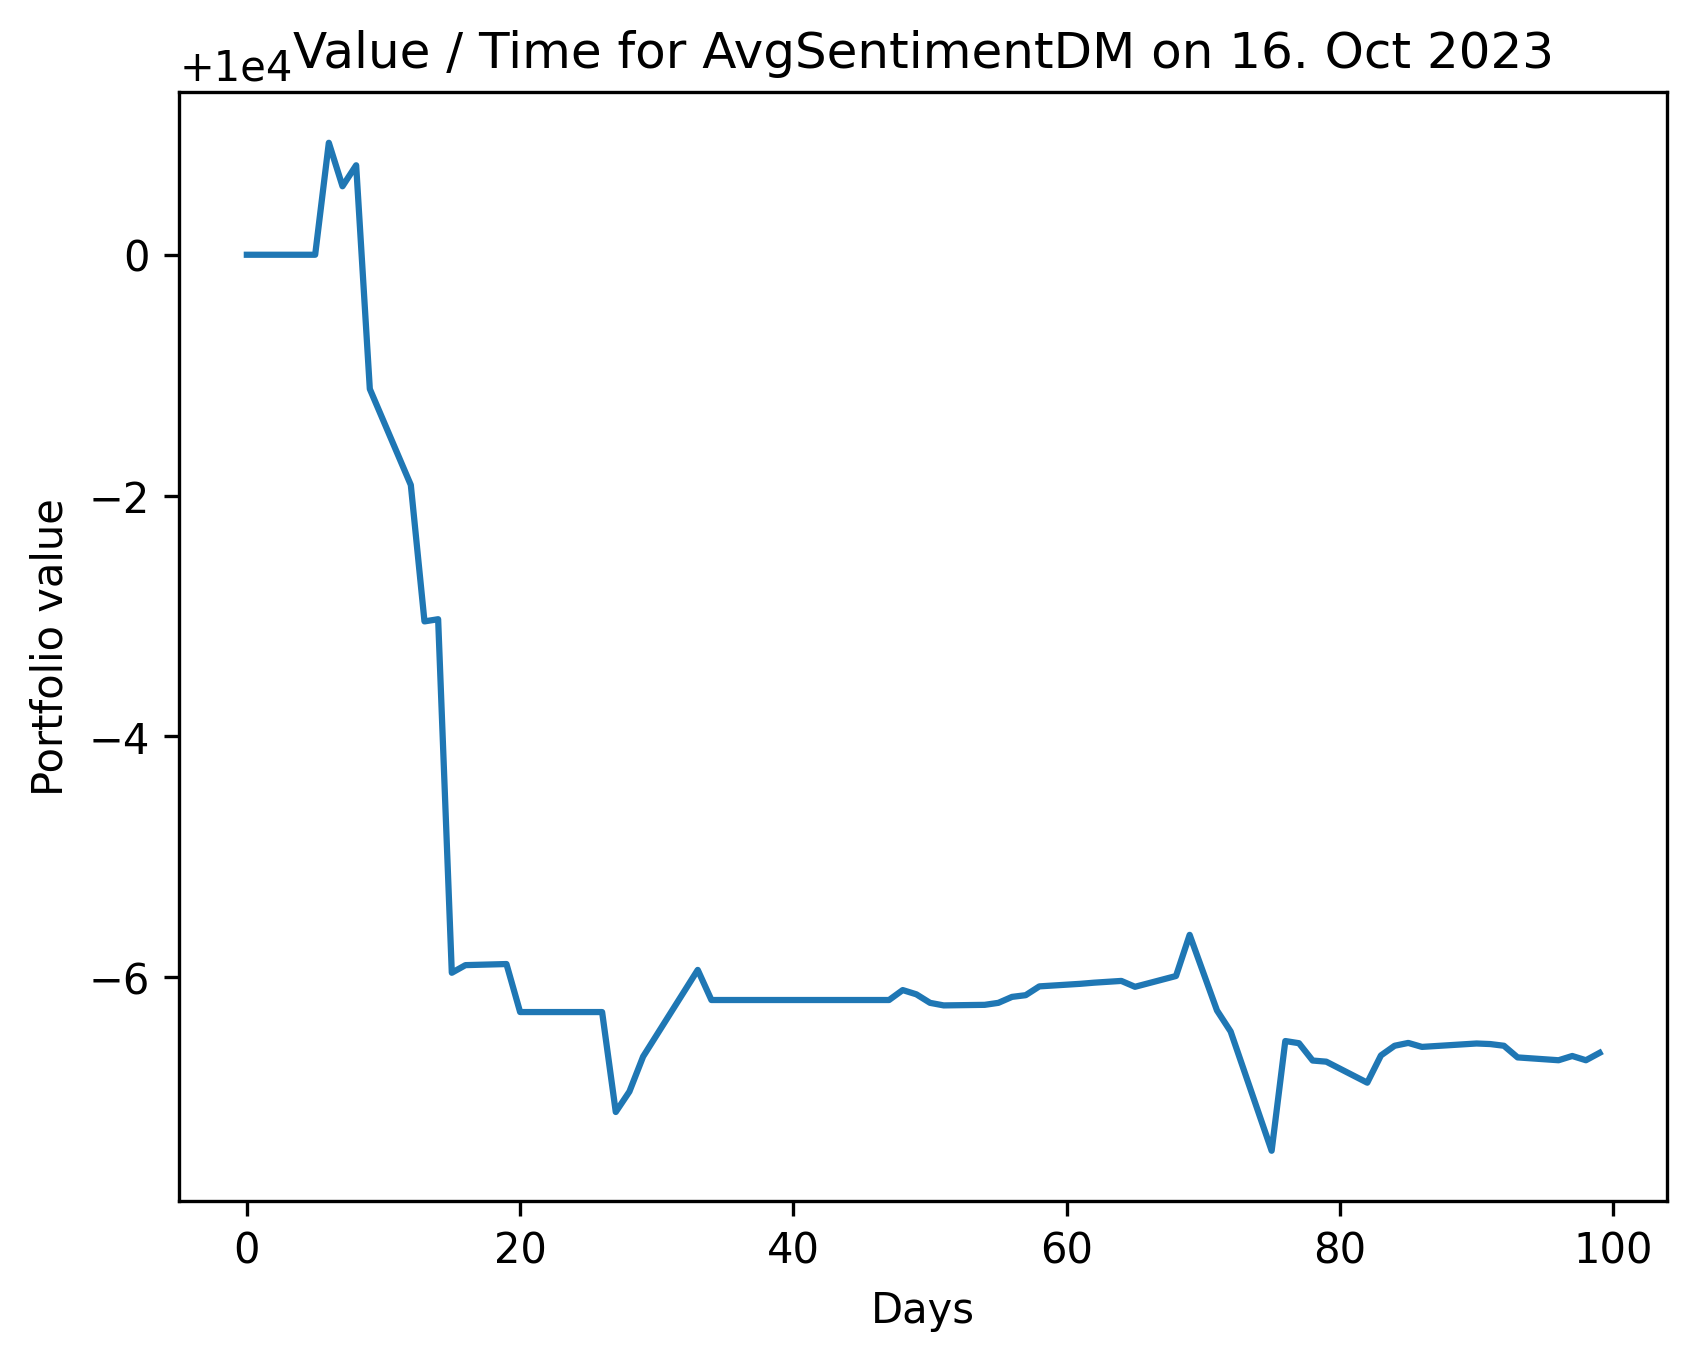 Value / Time for AvgSentimentDM on 16. Oct 2023
+1e4
0
−2
−4
−6
Portfolio value
0 20 40 60 80 100
Days